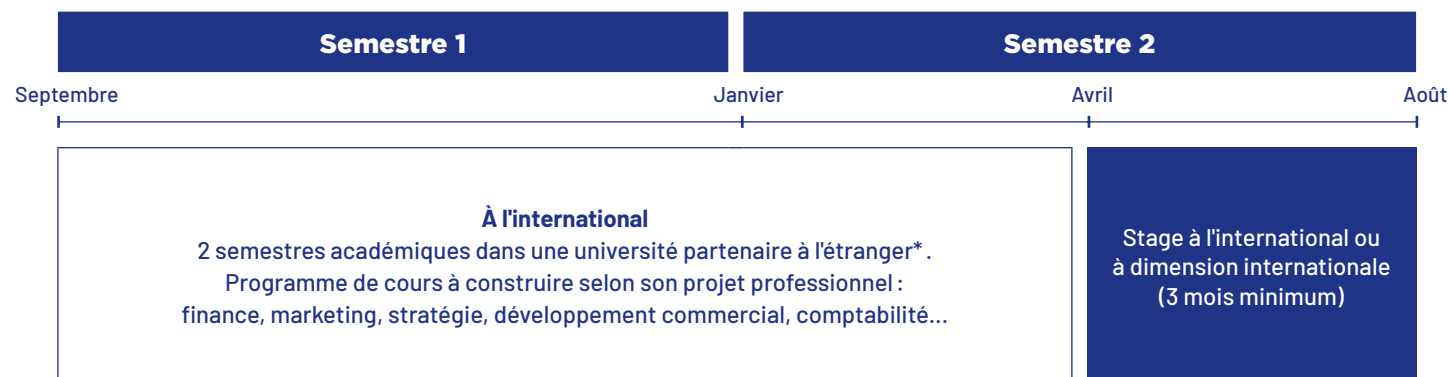 Semestre 1
Semestre 2
Septembre
Janvier
Avril
Août
À l'international
2 semestres académiques dans une université partenaire à l'étranger* .
Programme de cours à construire selon son projet professionnel :
finance, marketing, stratégie, développement commercial, comptabilité...
Stage à l'international ou
à dimension internationale
(3 mois minimum)